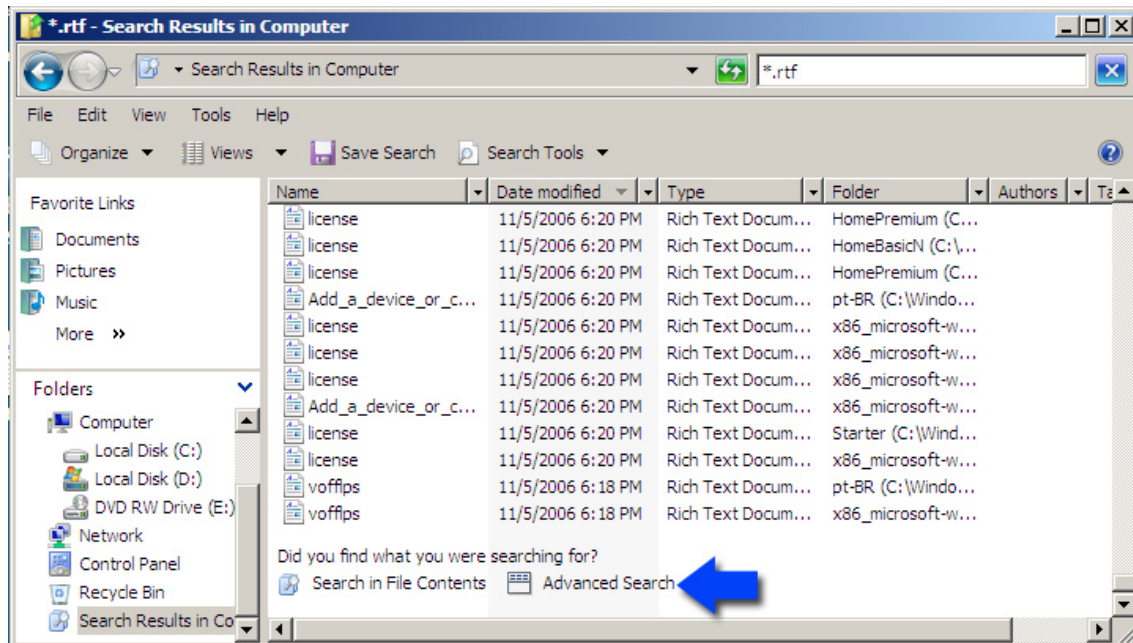 *.rtf - Search Results in Computer
Search Results in Computer
*.rtf
File Edit View Tools Help
Organize Views Save Search Search Tools
Favorite Links
Documents
Pictures
Music
More »
Folders
Computer
Local Disk (C:)
Local Disk (D:)
DVD RW Drive (E:)
Network
Control Panel
Recycle Bin
Search Results in Co
Name Date modified Type Folder Authors Ta
license 11/5/2006 6:20 PM Rich Text Docum... HomePremium (C...
license 11/5/2006 6:20 PM Rich Text Docum... HomeBasicN (C:\...
license 11/5/2006 6:20 PM Rich Text Docum... HomePremium (C...
Add_a_device_or_c... 11/5/2006 6:20 PM Rich Text Docum... pt-BR (C:\Windo...
license 11/5/2006 6:20 PM Rich Text Docum... x86_microsoft-w...
license 11/5/2006 6:20 PM Rich Text Docum... x86_microsoft-w...
license 11/5/2006 6:20 PM Rich Text Docum... x86_microsoft-w...
Add_a_device_or_c... 11/5/2006 6:20 PM Rich Text Docum... x86_microsoft-w...
license 11/5/2006 6:20 PM Rich Text Docum... Starter (C:\Wind...
license 11/5/2006 6:20 PM Rich Text Docum... x86_microsoft-w...
vofflps 11/5/2006 6:18 PM Rich Text Docum... pt-BR (C:\Windo...
vofflps 11/5/2006 6:18 PM Rich Text Docum... x86_microsoft-w...
Did you find what you were searching for?
Search in File Contents Advanced Search